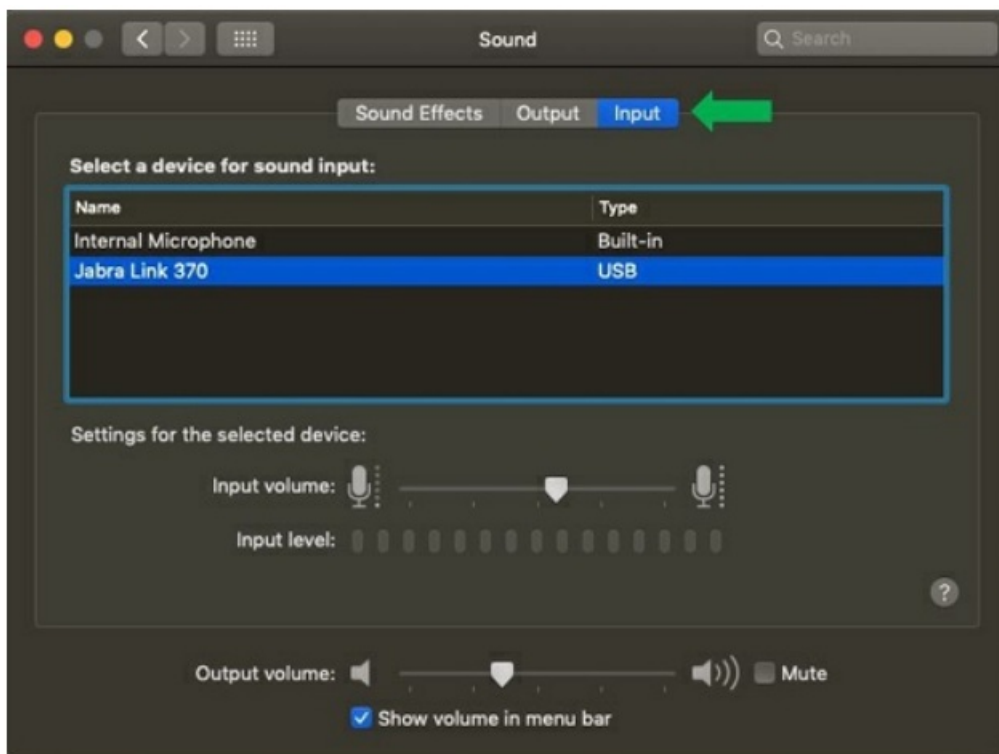 Sound
Search
Sound Effects Output Input
Select a device for sound input:
Name Type
Internal Microphone Built-in
Jabra Link 370 USB
Settings for the selected device:
Input volume:
Input level:
?
Output volume: Mute
Show volume in menu bar